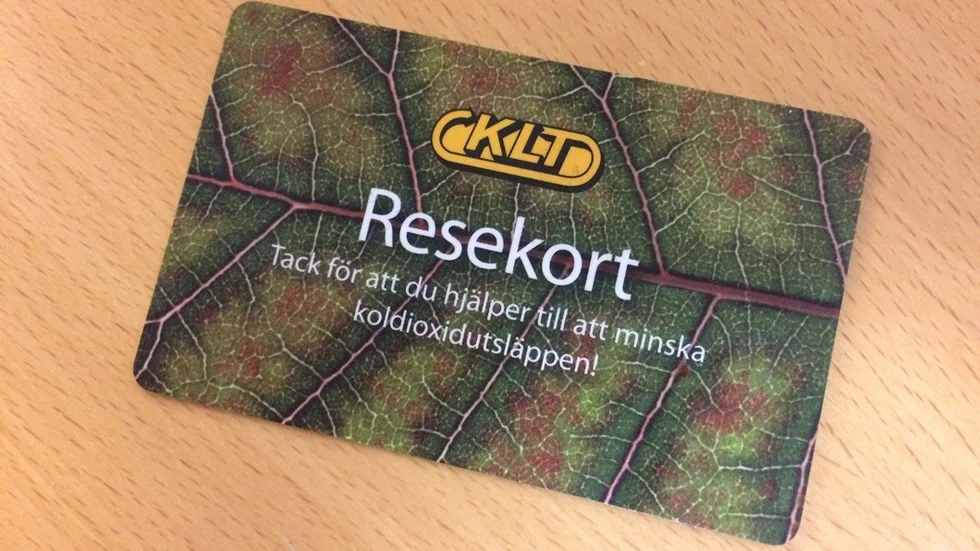 KLT
Resekort
Tack för att du hjälper till att minska
koldioxidutsläppen!